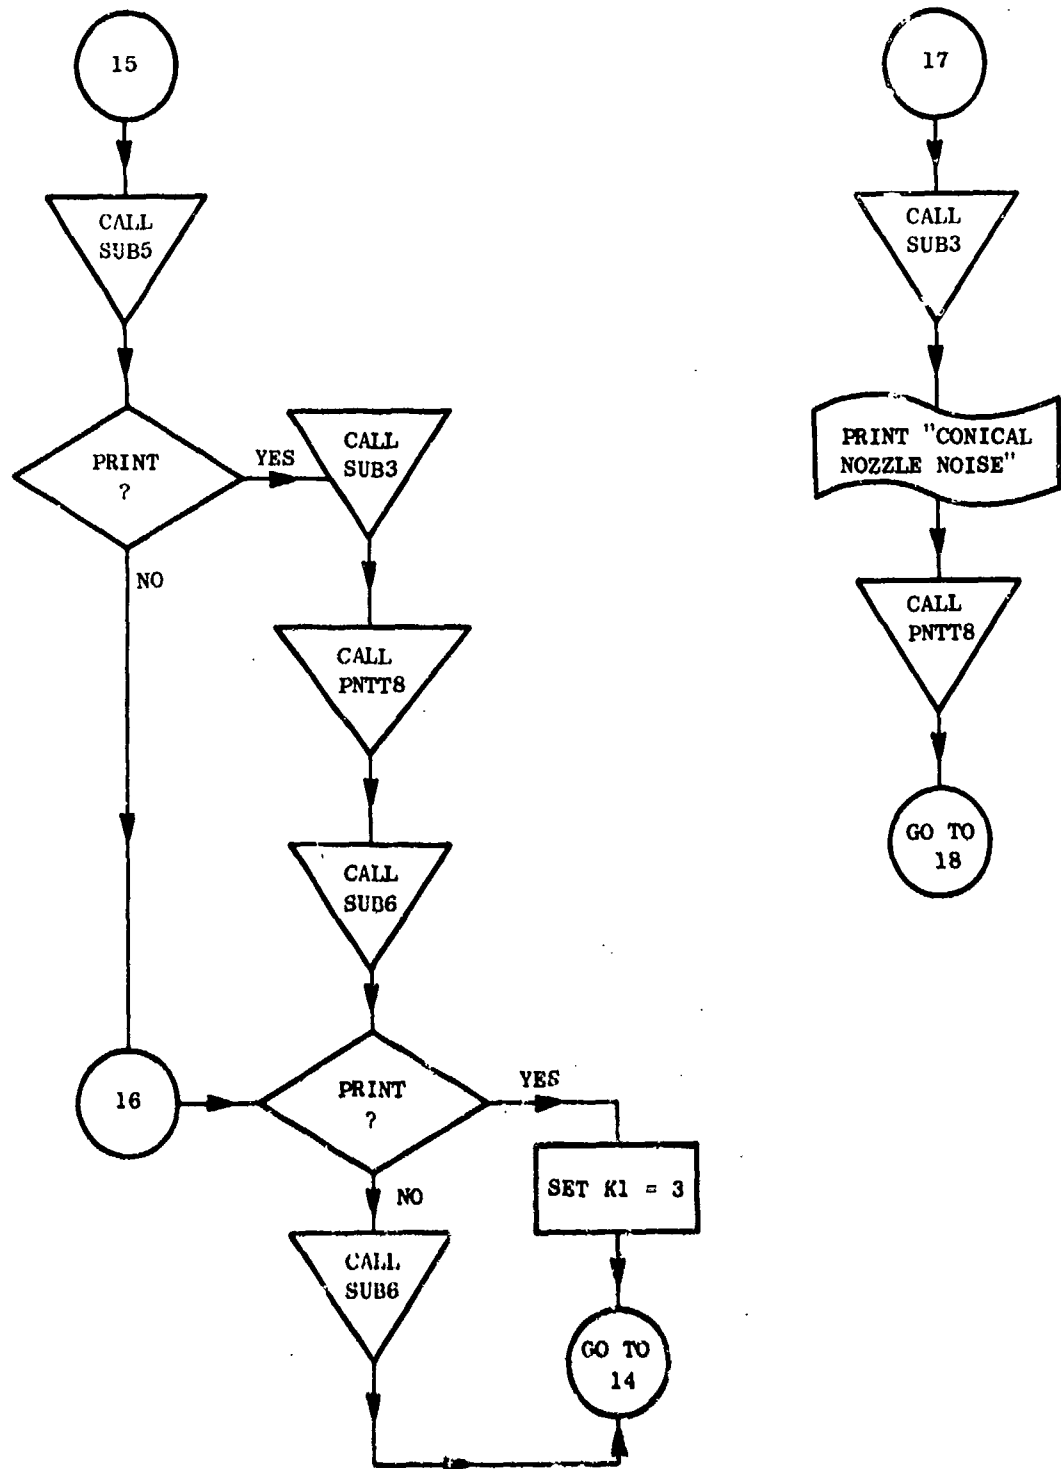 15
CALL
SUB5
PRINT
?
YES
NO
CALL
SUB3
CALL
PNTT8
CALL
SUB6
16
PRINT
?
YES
NO
SET K1 = 3
CALL
SUB6
GO TO
14
17
CALL
SUB3
PRINT "CONICAL
NOZZLE NOISE"
CALL
PNTT8
GO TO
18